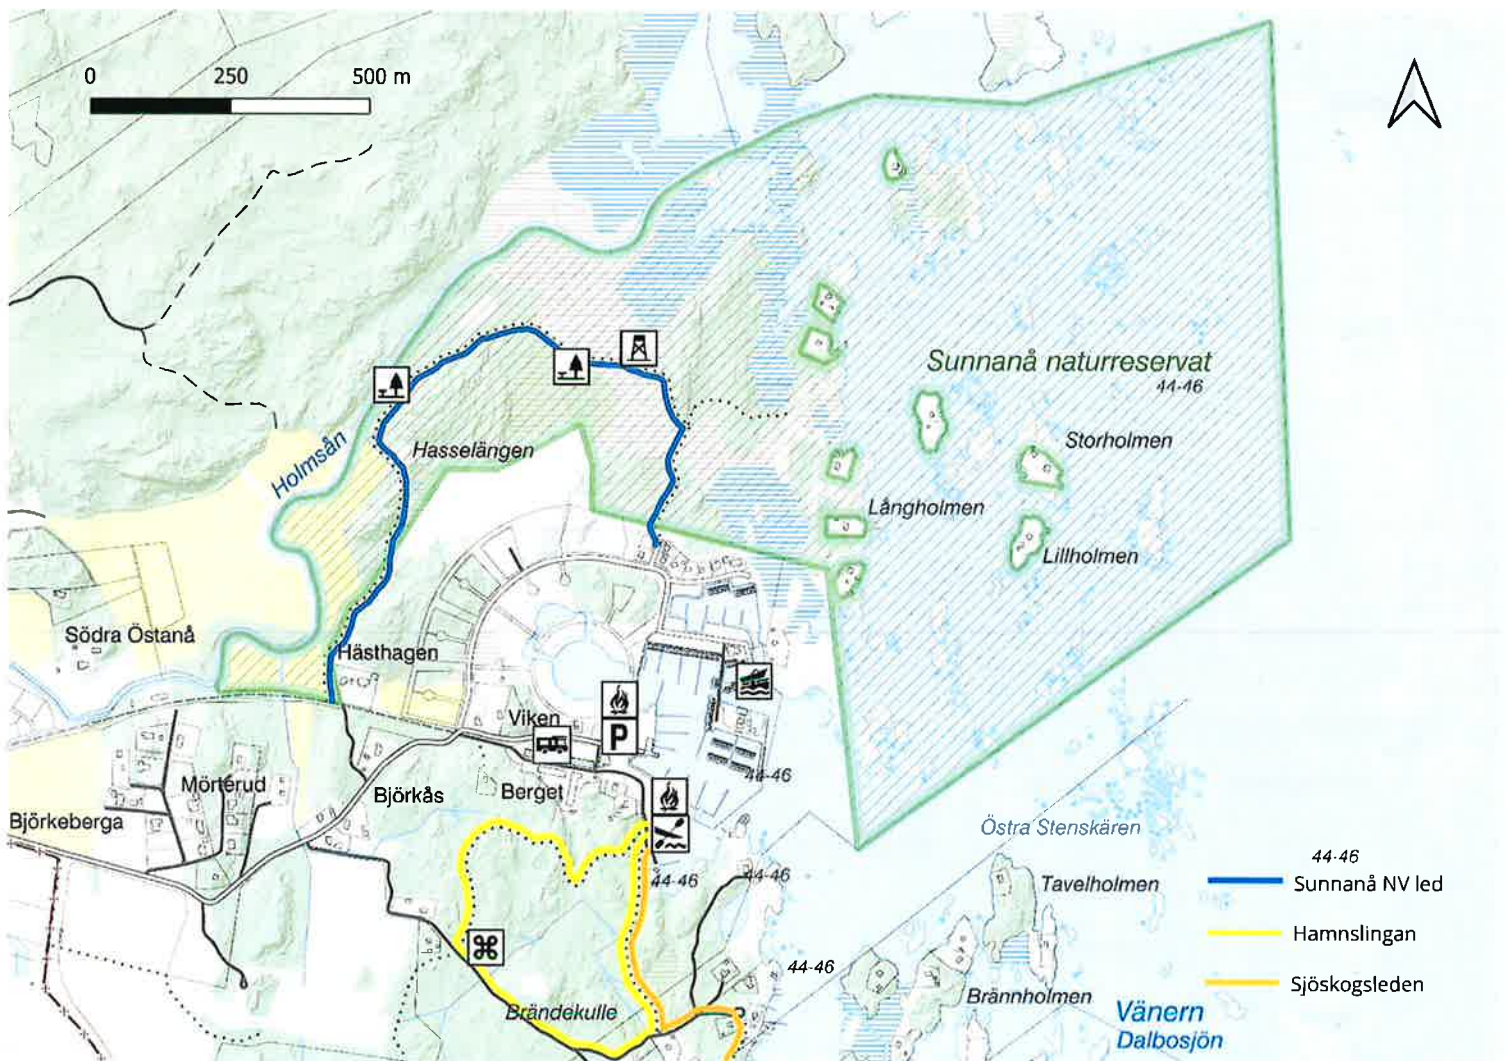 0 250 500 m
Sunnanå naturreservat
44-46
Storholmen
Holmsån
Hasselängen
Långholmen
Lillholmen
Södra Östanå
Hästhagen
Viken
P
44-46
Mörterud
Björkås
Berget
Björkeberga
Östra Stenskären
44-46
44-46
44-46
Tavelholmen
Sunnanå NV led
Hamnslingan
44-46
Brännholmen
Sjöskogsleden
Brändekulle
Vänern
Dalbosjön